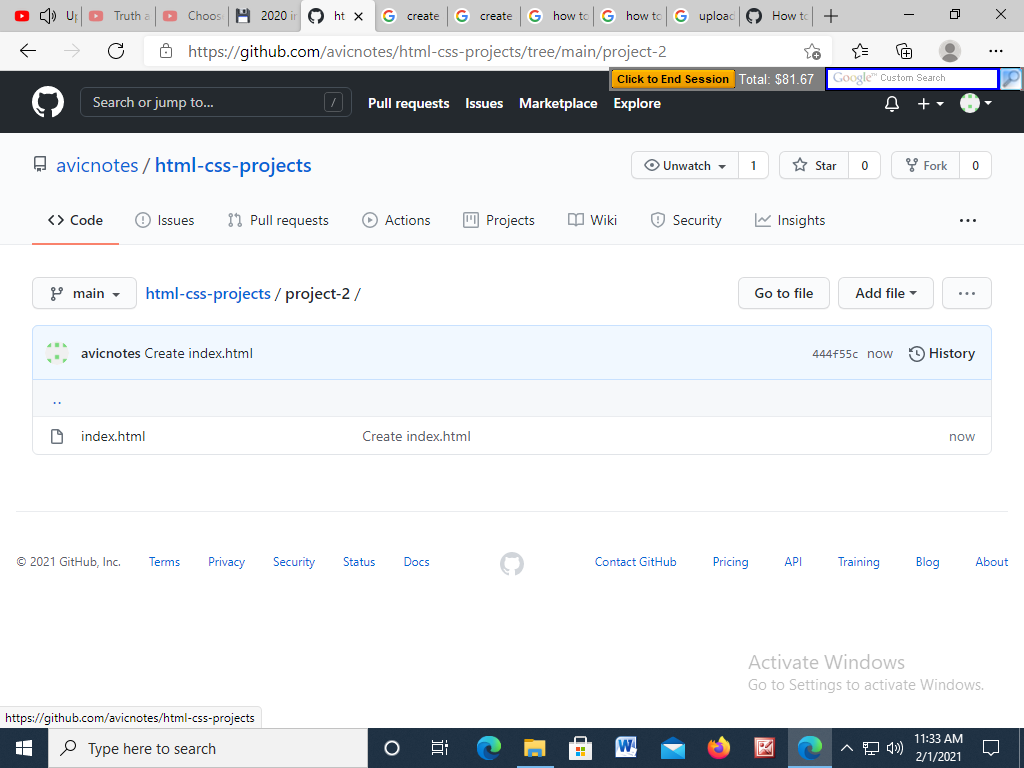 Truth a
Choos
2020 i
ht
create
create
how to
how to
upload
How to
https://github.com/avicnotes/html-css-projects/tree/main/project-2
Click to End Session Total: $81.67 Google™ Custom Search
Search or jump to... / Pull requests Issues Marketplace Explore
avicnotes / html-css-projects Unwatch 1 Star 0 Fork 0
Code Issues Pull requests Actions Projects Wiki Security Insights ...
main html-css-projects / project-2 / Go to file Add file ...
avicnotes Create index.html 444f55c now History
..
index.html Create index.html now
© 2021 GitHub, Inc. Terms Privacy Security Status Docs Contact GitHub Pricing API Training Blog About
Activate Windows
Go to Settings to activate Windows.
https://github.com/avicnotes/html-css-projects
Type here to search
11:33 AM
2/1/2021